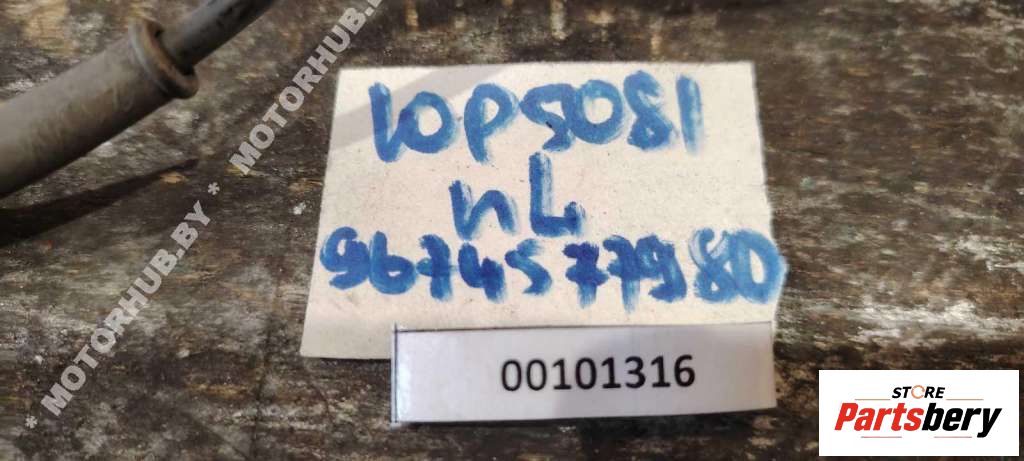 * MOTORHUB.BY * MOTORHUB.BY
10P5081
nL
9674577980
00101316
STORE
Partsbery